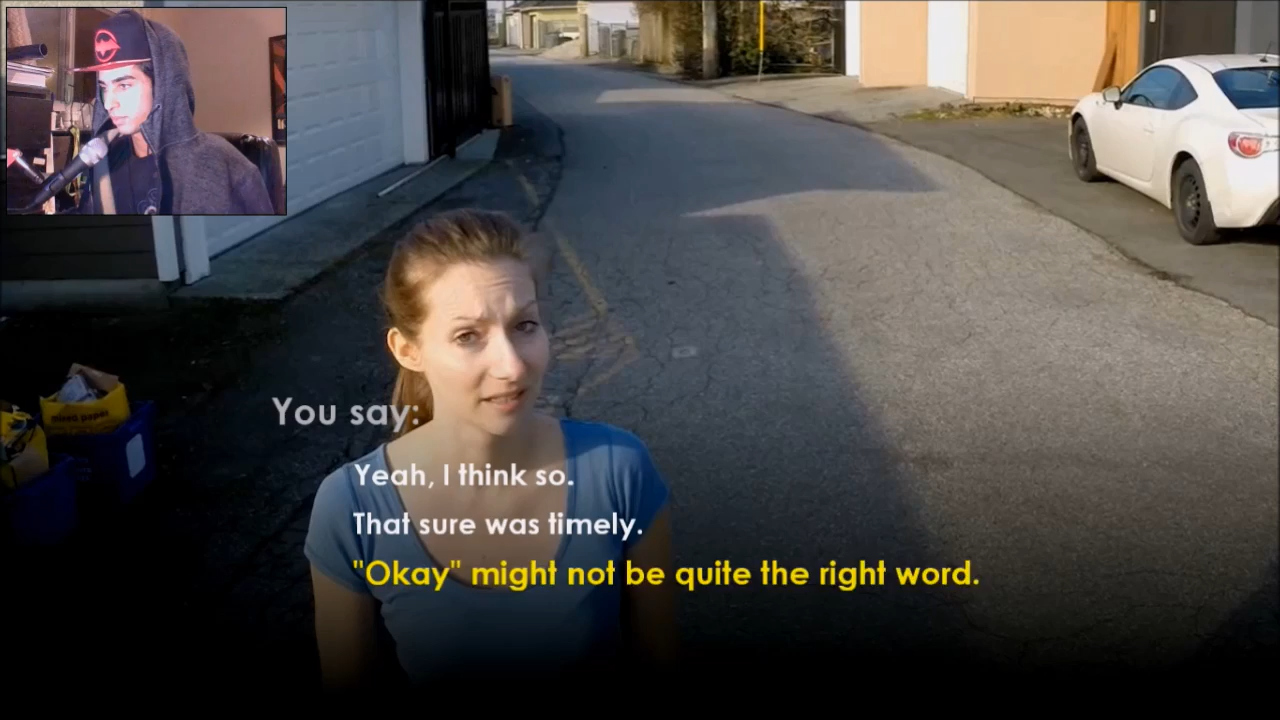 You say:
Yeah, I think so.
That sure was timely.
"Okay" might not be quite the right word.